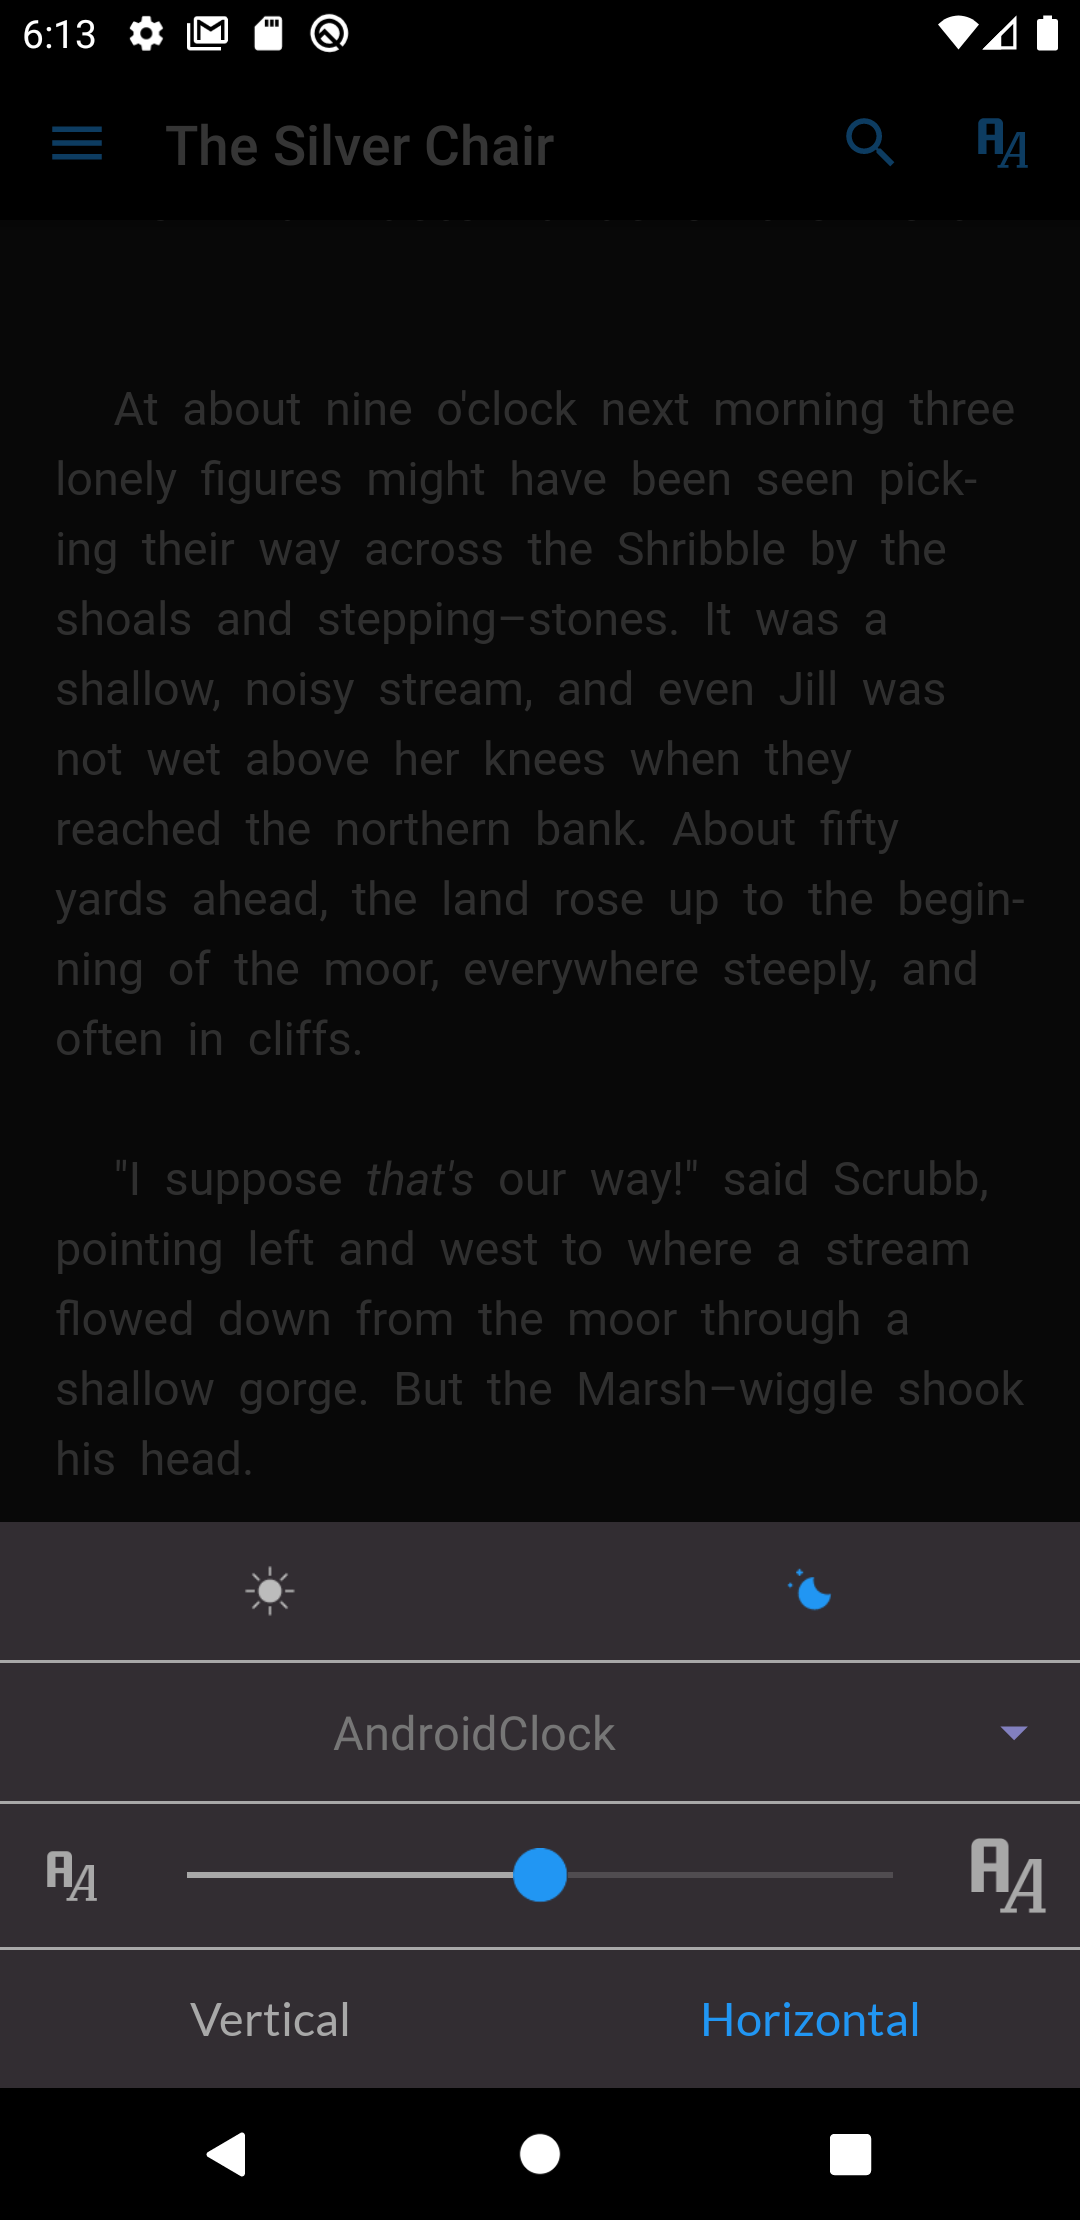 6:13
The Silver Chair
At about nine o'clock next morning three
lonely figures might have been seen pick-
ing their way across the Shribble by the
shoals and stepping–stones. It was a
shallow, noisy stream, and even Jill was
not wet above her knees when they
reached the northern bank. About fifty
yards ahead, the land rose up to the begin-
ning of the moor, everywhere steeply, and
often in cliffs.
"I suppose that's our way!" said Scrubb,
pointing left and west to where a stream
flowed down from the moor through a
shallow gorge. But the Marsh–wiggle shook
his head.
AndroidClock
Vertical
Horizontal